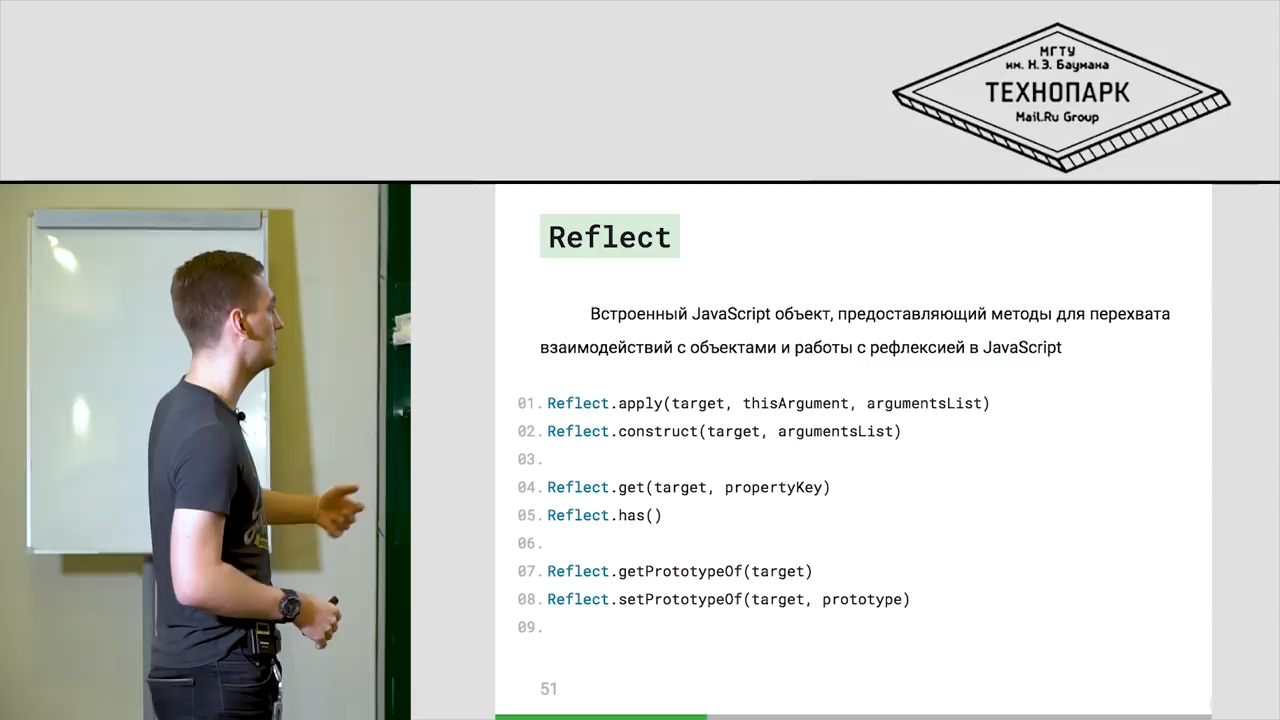 МГТУ
им. Н.Э. Баумана
ТЕХНОПАРК
Mail.Ru Group
Reflect
Встроенный JavaScript объект, предоставляющий методы для перехвата
взаимодействий с объектами и работы с рефлексией в JavaScript
01. Reflect.apply(target, thisArgument, argumentsList)
02. Reflect.construct(target, argumentsList)
03.
04. Reflect.get(target, propertyKey)
05. Reflect.has()
06.
07. Reflect.getPrototypeOf(target)
08. Reflect.setPrototypeOf(target, prototype)
09.
51